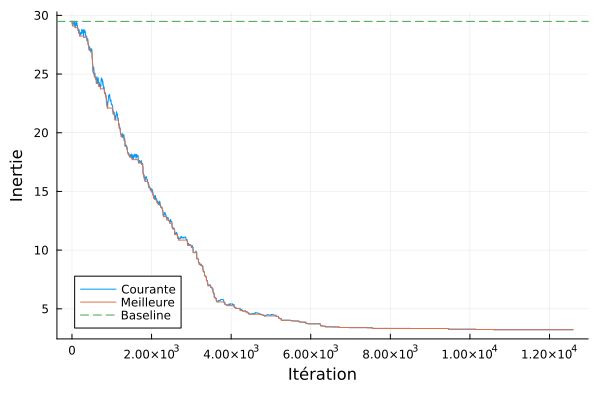 30
25
20
15
10
5
Inertie
Courante
Meilleure
Baseline
0 2.00×10³ 4.00×10³ 6.00×10³ 8.00×10³ 1.00×10⁴ 1.20×10⁴
Itération